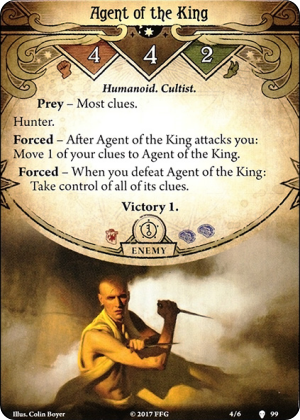 Agent of the King
4 4 2
Humanoid. Cultist.
Prey – Most clues.
Hunter.
Forced – After Agent of the King attacks you:
Move 1 of your clues to Agent of the King.
Forced – When you defeat Agent of the King:
Take control of all of its clues.
Victory 1.
ENEMY
Illus. Colin Boyer © 2017 FFG 4/6 99